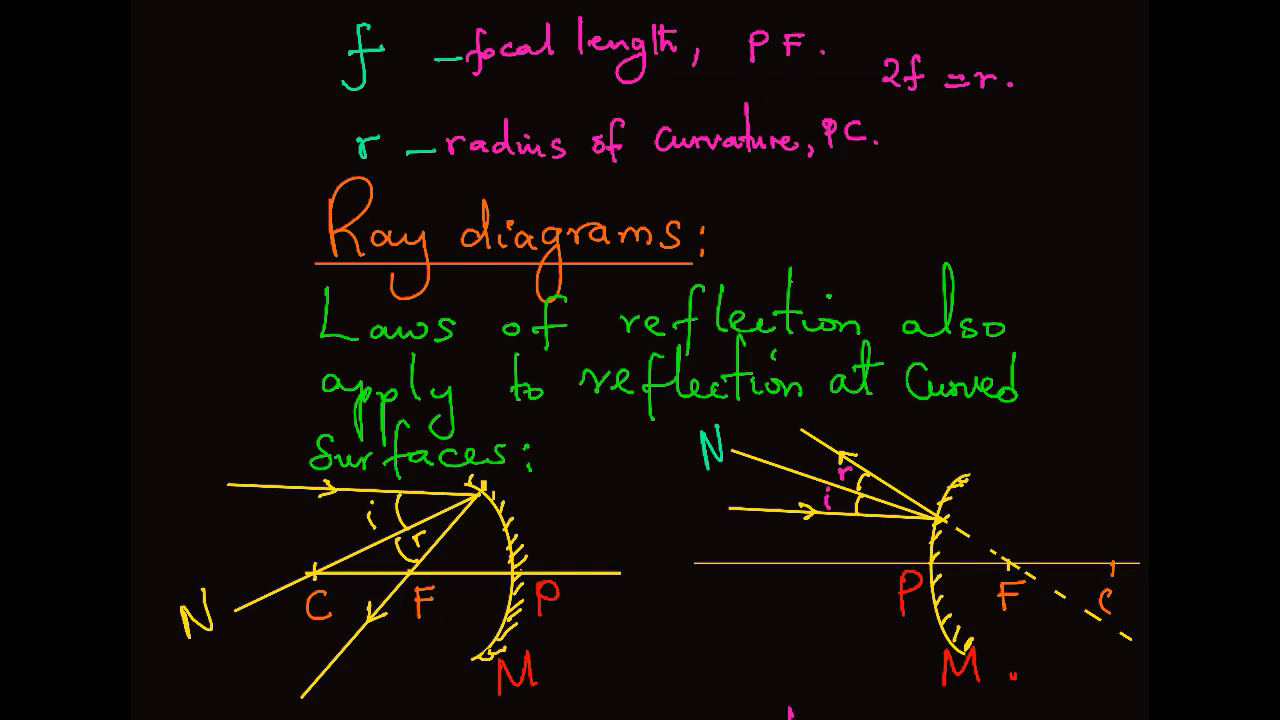 f – focal length, PF. 2f = r.
r – radius of curvature, PC.
Ray diagrams:
Laws of reflection also
apply to reflection at curved
surfaces:
N
r
i
i
r
N
C
F
P
M
P
F
C
M